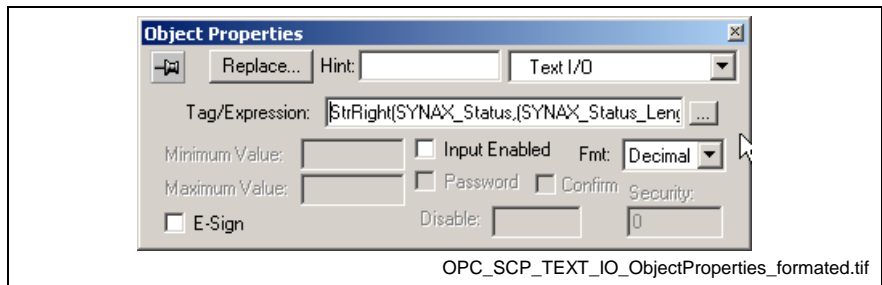 Object Properties
Replace... Hint: Text I/O
Tag/Expression: StrRight(SYNAX_Status,(SYNAX_Status_Leng ...
Minimum Value: Input Enabled Fmt: Decimal
Maximum Value: Password Confirm Security:
E-Sign Disable: 0
OPC_SCP_TEXT_IO_ObjectProperties_formated.tif